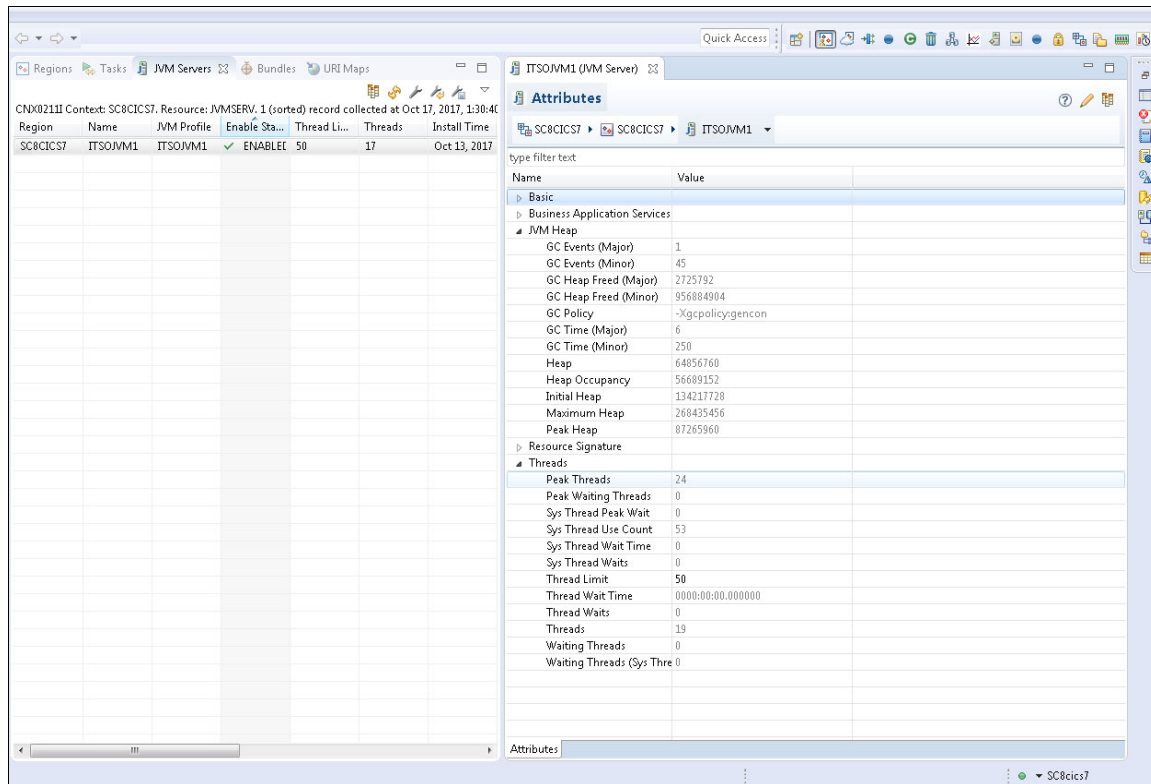 Quick Access
Regions Tasks JVM Servers Bundles URI Maps
CNX0211I Context: SC8CICS7. Resource: JVMSERV. 1 (sorted) record collected at Oct 17, 2017, 1:30:40
Region Name JVM Profile Enable Sta... Thread Li... Threads Install Time
SC8CICS7 ITSOJVM1 ITSOJVM1 ENABLED 50 17 Oct 13, 2017
ITSOJVM1 (JVM Server)
Attributes
SC8CICS7 SC8CICS7 ITSOJVM1
type filter text
Name Value
Basic
Business Application Services
JVM Heap
GC Events (Major) 1
GC Events (Minor) 45
GC Heap Freed (Major) 2725792
GC Heap Freed (Minor) 956884904
GC Policy -Xgcpolicy:gencon
GC Time (Major) 6
GC Time (Minor) 250
Heap 64856760
Heap Occupancy 56689152
Initial Heap 134217728
Maximum Heap 268435456
Peak Heap 87265960
Resource Signature
Threads
Peak Threads 24
Peak Waiting Threads 0
Sys Thread Peak Wait 0
Sys Thread Use Count 53
Sys Thread Wait Time 0
Sys Thread Waits 0
Thread Limit 50
Thread Wait Time 0000:00:00.000000
Thread Waits 0
Threads 19
Waiting Threads 0
Waiting Threads (Sys Thre 0
Attributes
SC8cics7